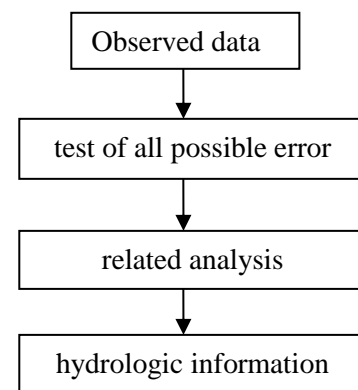 Observed data
test of all possible error
related analysis
hydrologic information